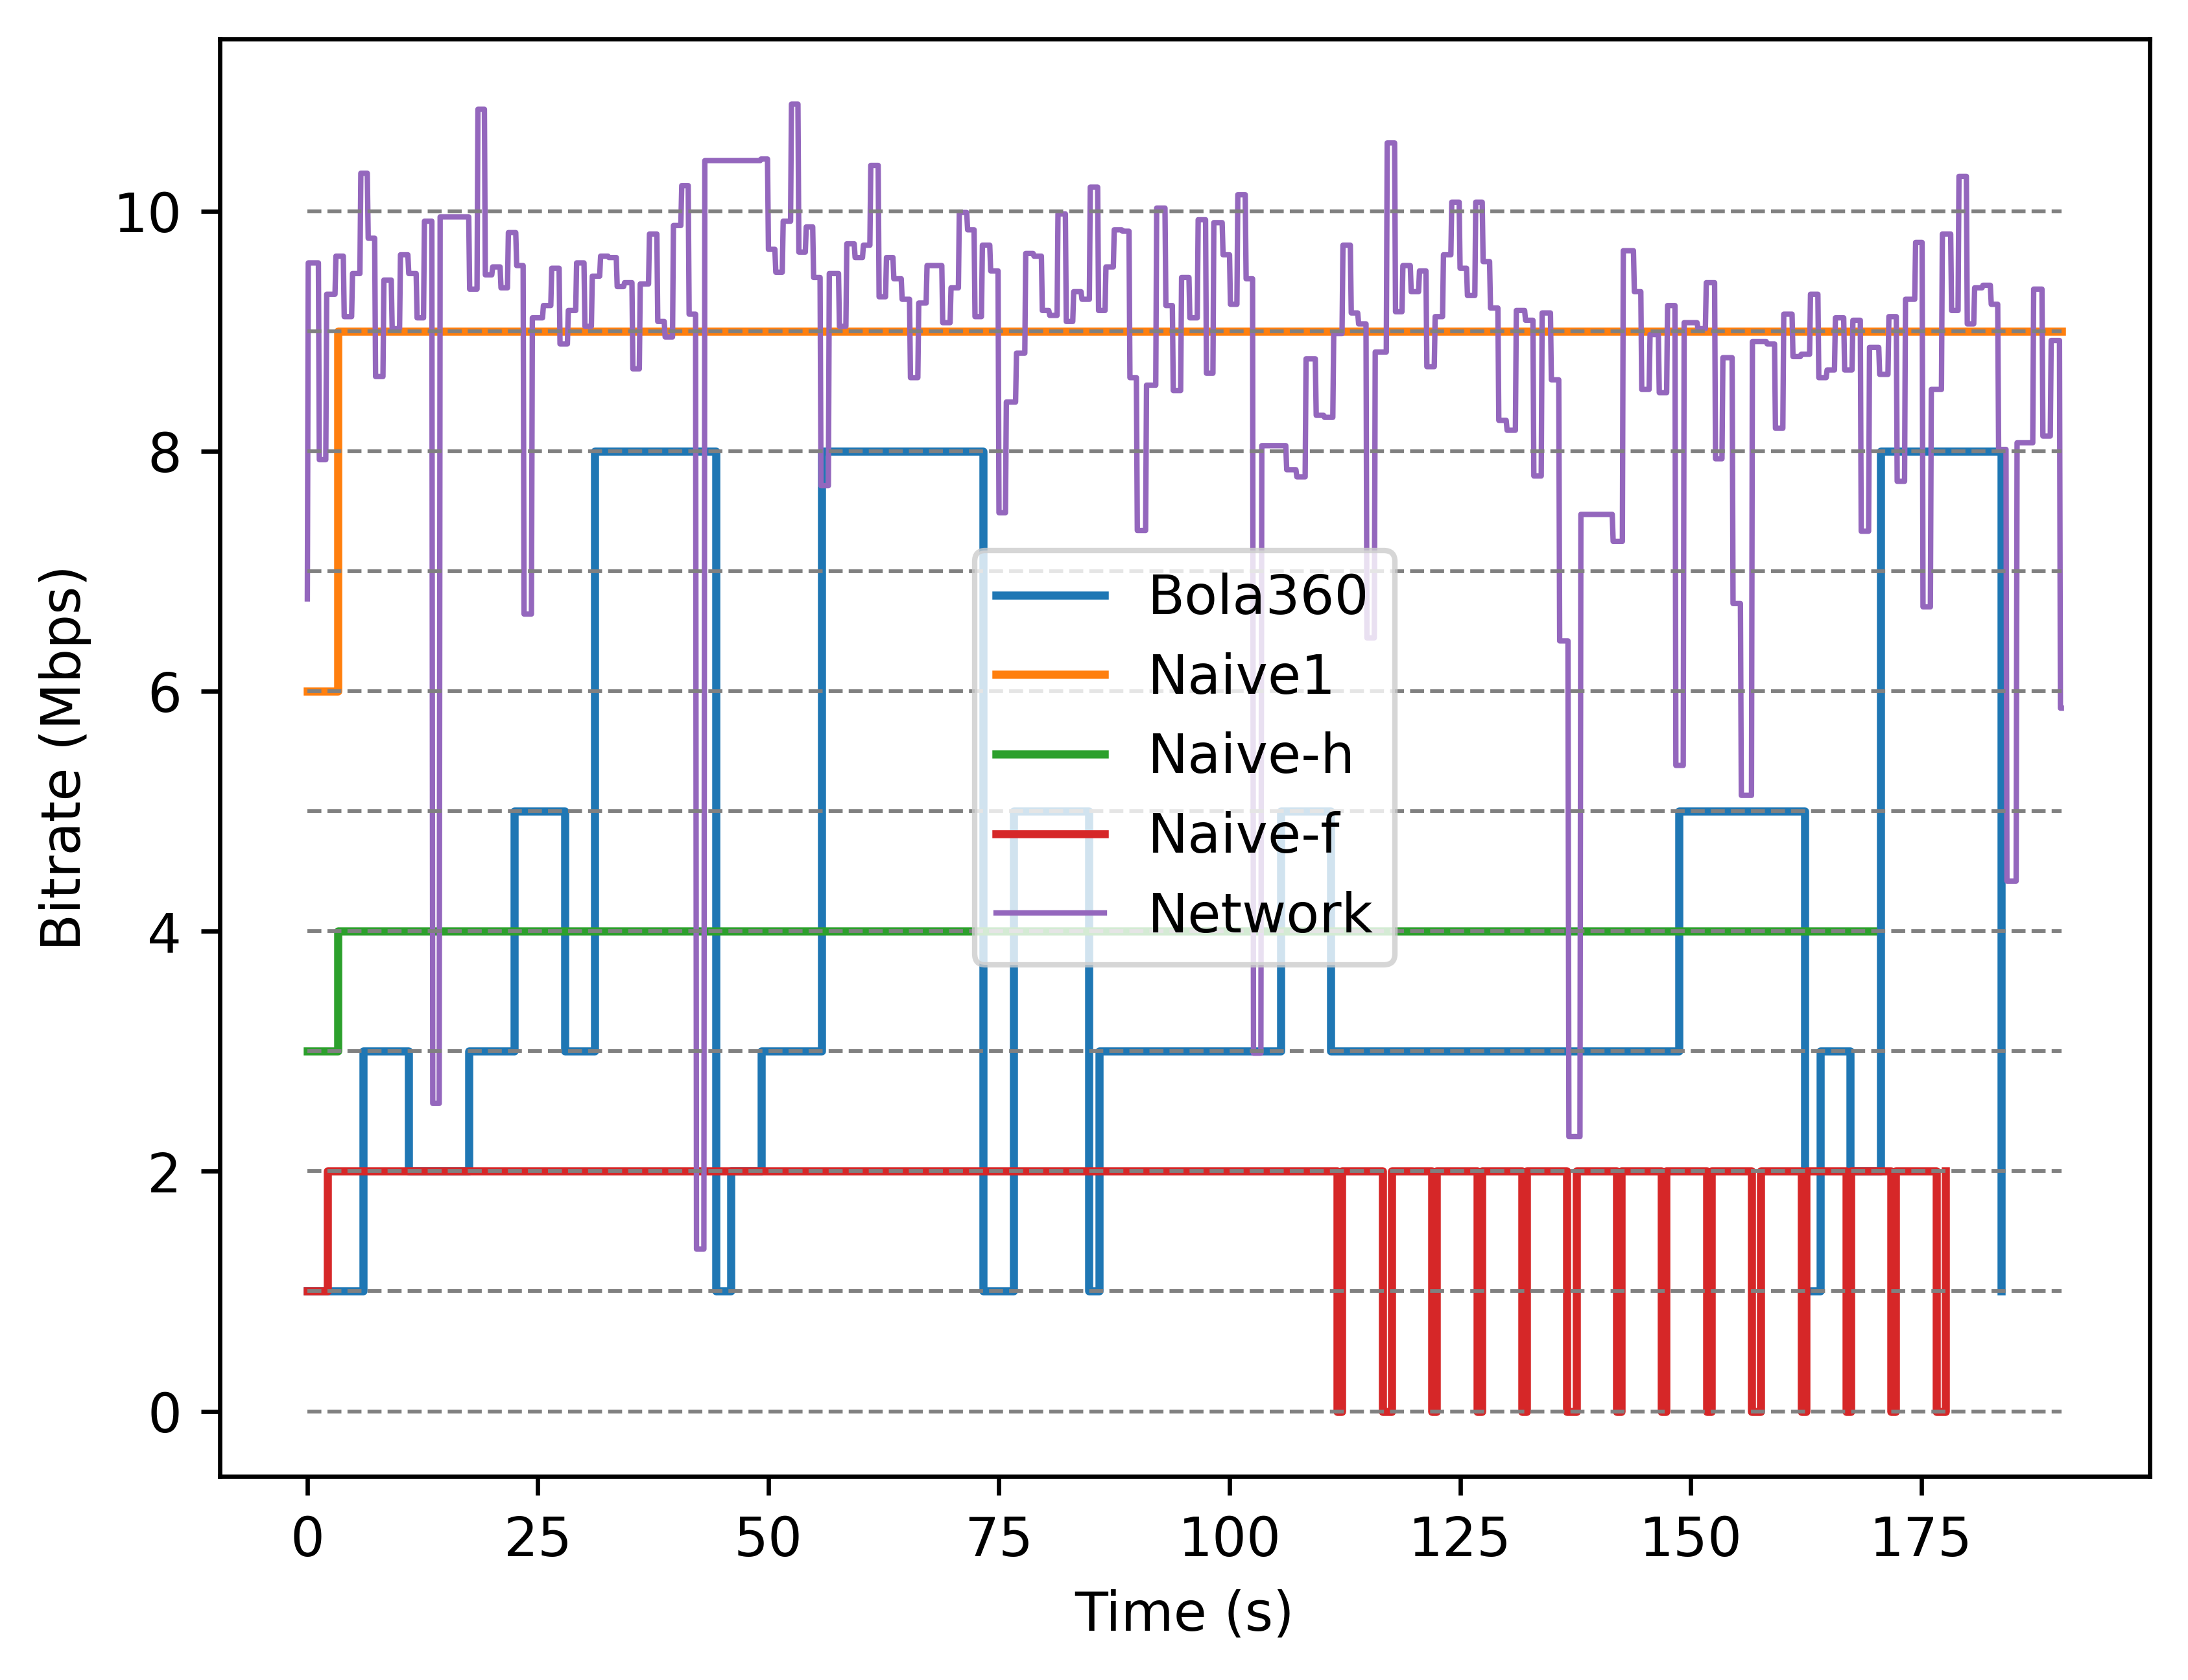 Bitrate (Mbps)
10
8
6
4
2
0
Bola360
Naive1
Naive-h
Naive-f
Network
0 25 50 75 100 125 150 175
Time (s)